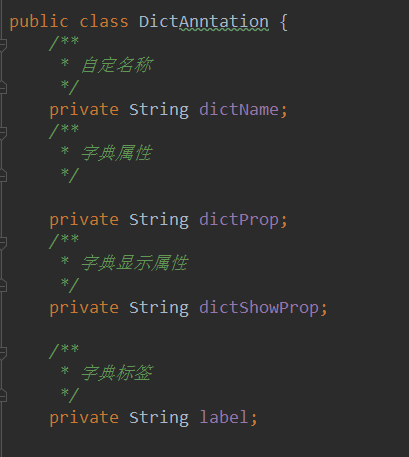 public class DictAnntation {
/**
* 自定名称
*/
private String dictName;
/**
* 字典属性
*/
private String dictProp;
/**
* 字典显示属性
*/
private String dictShowProp;
/**
* 字典标签
*/
private String label;